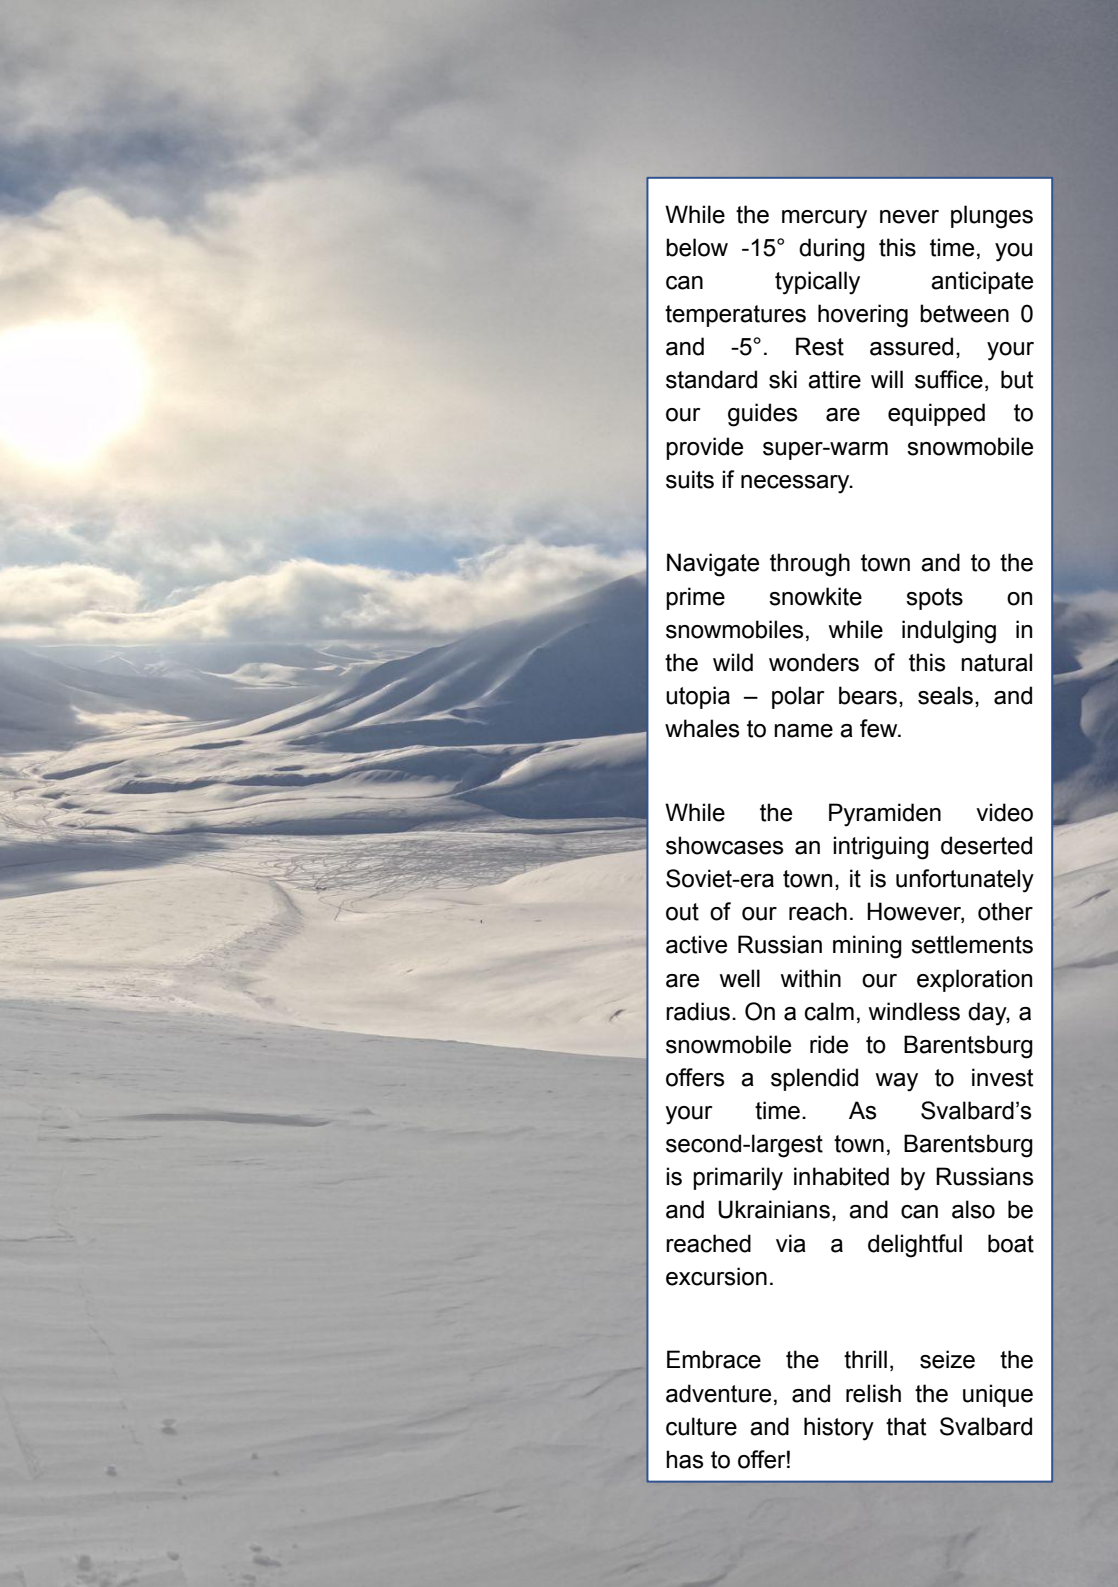 While the mercury never plunges
below -15° during this time, you
can typically anticipate
temperatures hovering between 0
and -5°. Rest assured, your
standard ski attire will suffice, but
our guides are equipped to
provide super-warm snowmobile
suits if necessary.
Navigate through town and to the
prime snowkite spots on
snowmobiles, while indulging in
the wild wonders of this natural
utopia – polar bears, seals, and
whales to name a few.
While the Pyramiden video
showcases an intriguing deserted
Soviet-era town, it is unfortunately
out of our reach. However, other
active Russian mining settlements
are well within our exploration
radius. On a calm, windless day, a
snowmobile ride to Barentsburg
offers a splendid way to invest
your time. As Svalbard’s
second-largest town, Barentsburg
is primarily inhabited by Russians
and Ukrainians, and can also be
reached via a delightful boat
excursion.
Embrace the thrill, seize the
adventure, and relish the unique
culture and history that Svalbard
has to offer!